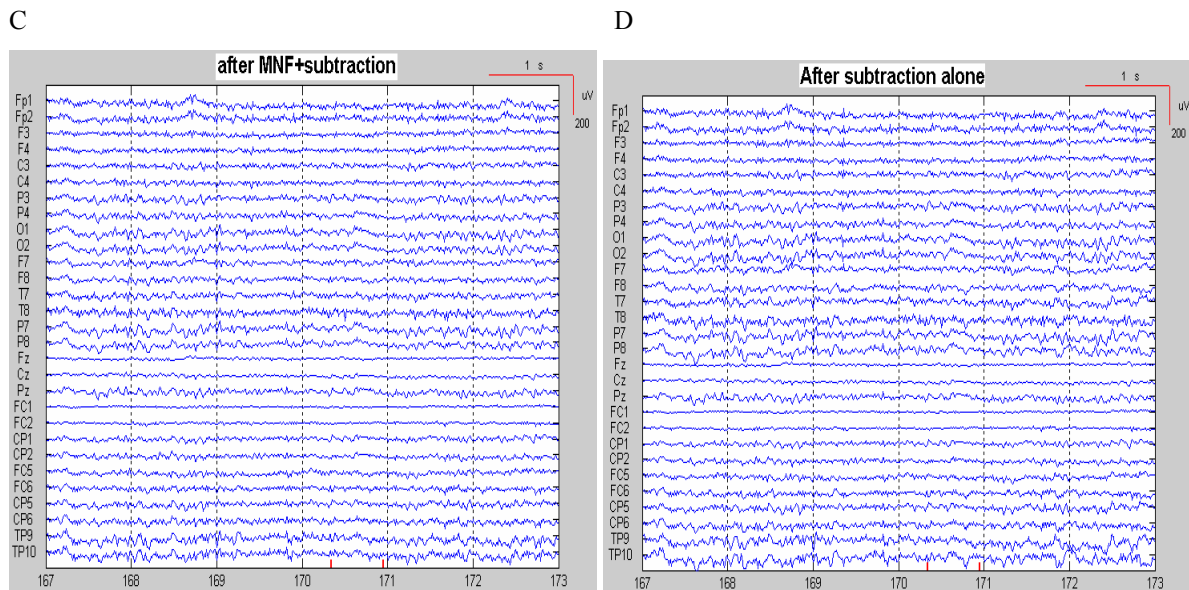 C
after MNF+subtraction
1 s
uV
200
Fp1
Fp2
F3
F4
C3
C4
P3
P4
O1
O2
F7
F8
T7
T8
P7
P8
Fz
Cz
Pz
FC1
FC2
CP1
CP2
FC5
FC6
CP5
CP6
TP9
TP10
167 168 169 170 171 172 173
D
After subtraction alone
1 s
uV
200
Fp1
Fp2
F3
F4
C3
C4
P3
P4
O1
O2
F7
F8
T7
T8
P7
P8
Fz
Cz
Pz
FC1
FC2
CP1
CP2
FC5
FC6
CP5
CP6
TP9
TP10
167 168 169 170 171 172 173